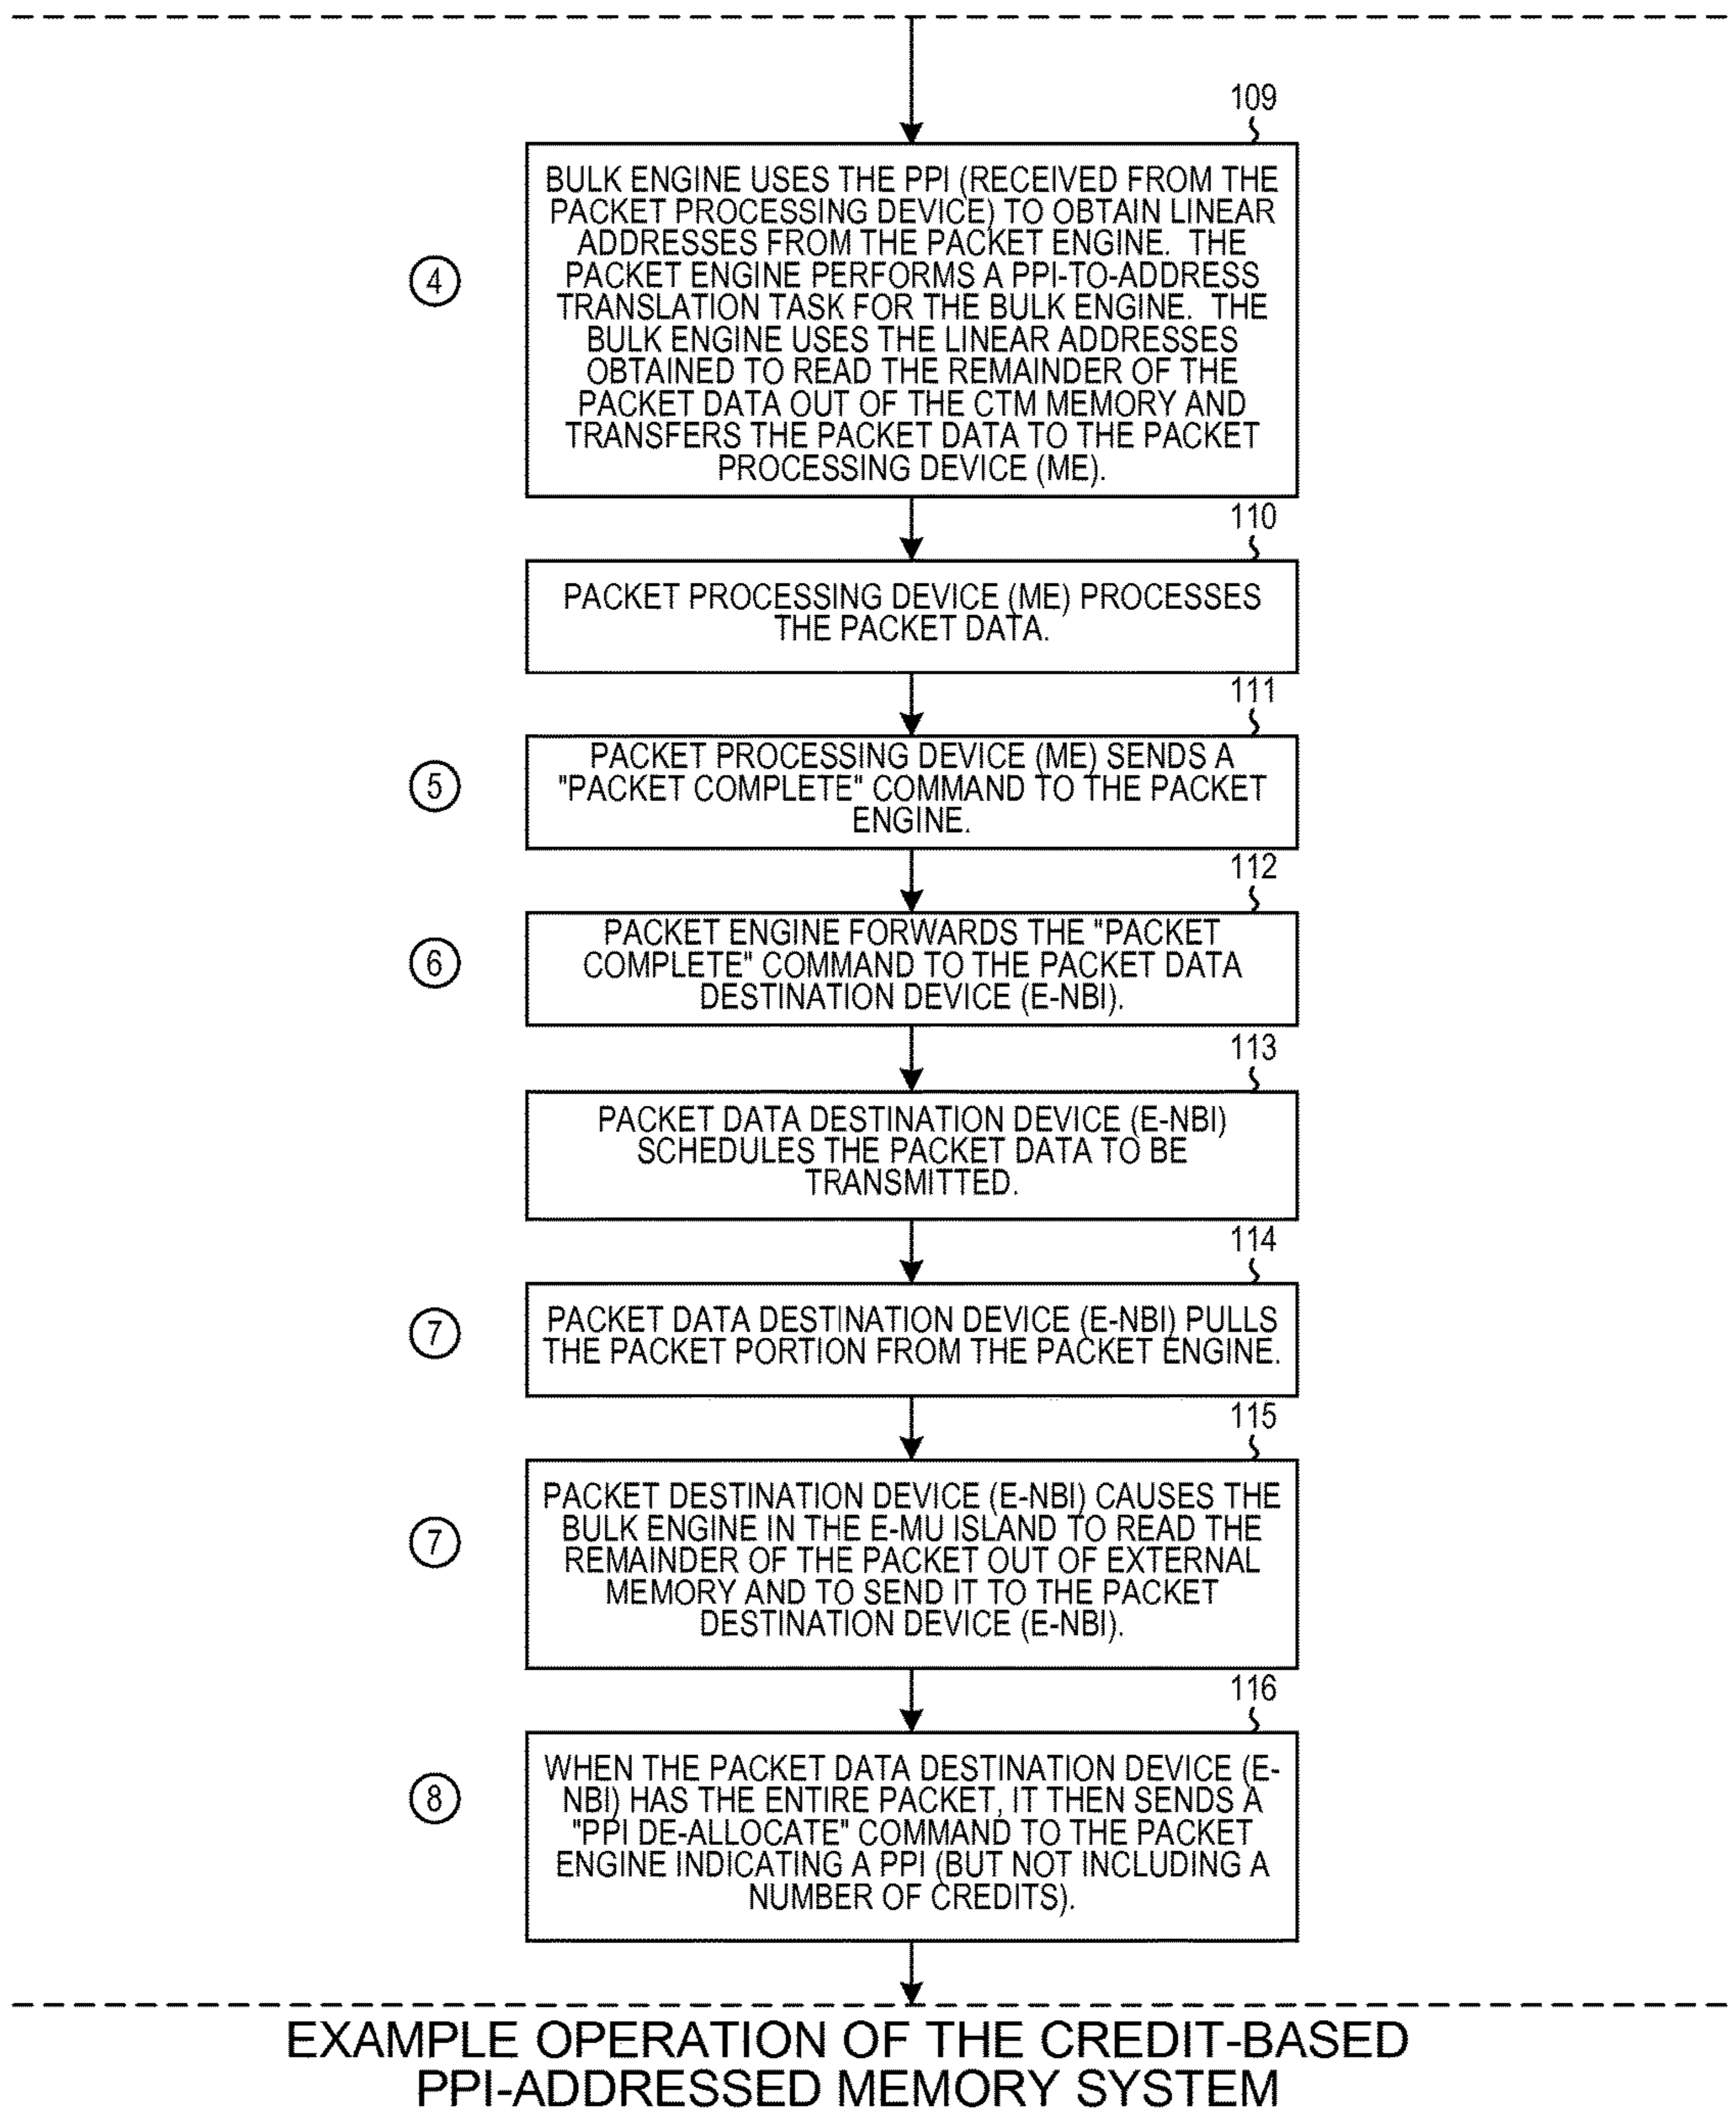 109
BULK ENGINE USES THE PPI (RECEIVED FROM THE
PACKET PROCESSING DEVICE) TO OBTAIN LINEAR
ADDRESSES FROM THE PACKET ENGINE. THE
PACKET ENGINE PERFORMS A PPI-TO-ADDRESS
TRANSLATION TASK FOR THE BULK ENGINE. THE
BULK ENGINE USES THE LINEAR ADDRESSES
OBTAINED TO READ THE REMAINDER OF THE
PACKET DATA OUT OF THE CTM MEMORY AND
TRANSFERS THE PACKET DATA TO THE PACKET
PROCESSING DEVICE (ME).
4
110
PACKET PROCESSING DEVICE (ME) PROCESSES
THE PACKET DATA.
111
PACKET PROCESSING DEVICE (ME) SENDS A
"PACKET COMPLETE" COMMAND TO THE PACKET
ENGINE.
5
112
PACKET ENGINE FORWARDS THE "PACKET
COMPLETE" COMMAND TO THE PACKET DATA
DESTINATION DEVICE (E-NBI).
6
113
PACKET DATA DESTINATION DEVICE (E-NBI)
SCHEDULES THE PACKET DATA TO BE
TRANSMITTED.
114
PACKET DATA DESTINATION DEVICE (E-NBI) PULLS
THE PACKET PORTION FROM THE PACKET ENGINE.
7
115
PACKET DESTINATION DEVICE (E-NBI) CAUSES THE
BULK ENGINE IN THE E-MU ISLAND TO READ THE
REMAINDER OF THE PACKET OUT OF EXTERNAL
MEMORY AND TO SEND IT TO THE PACKET
DESTINATION DEVICE (E-NBI).
7
116
WHEN THE PACKET DATA DESTINATION DEVICE (E-
NBI) HAS THE ENTIRE PACKET, IT THEN SENDS A
"PPI DE-ALLOCATE" COMMAND TO THE PACKET
ENGINE INDICATING A PPI (BUT NOT INCLUDING A
NUMBER OF CREDITS).
8
EXAMPLE OPERATION OF THE CREDIT-BASED
PPI-ADDRESSED MEMORY SYSTEM